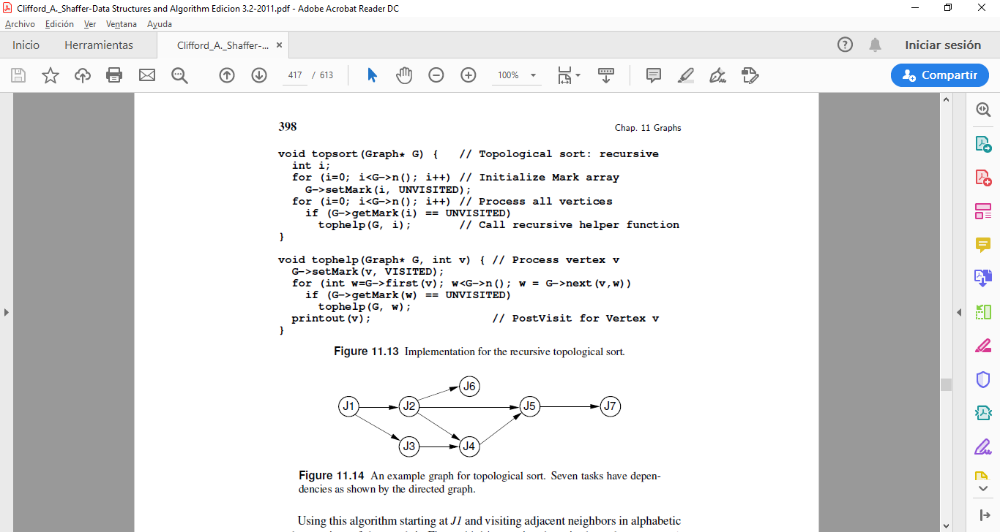 Clifford_A._Shaffer-Data Structures and Algorithm Edicion 3.2-2011.pdf - Adobe Acrobat Reader DC
Archivo Edición Ver Ventana Ayuda
Inicio Herramientas Clifford_A._Shaffer-... × Iniciar sesión
417 / 613 100% Compartir
398 Chap. 11 Graphs
void topsort(Graph* G) { // Topological sort: recursive
int i;
for (i=0; i<G->n(); i++) // Initialize Mark array
G->setMark(i, UNVISITED);
for (i=0; i<G->n(); i++) // Process all vertices
if (G->getMark(i) == UNVISITED)
tophelp(G, i); // Call recursive helper function
}
void tophelp(Graph* G, int v) { // Process vertex v
G->setMark(v, VISITED);
for (int w=G->first(v); w<G->n(); w = G->next(v,w))
if (G->getMark(w) == UNVISITED)
tophelp(G, w);
printout(v); // PostVisit for Vertex v
}
Figure 11.13 Implementation for the recursive topological sort.
J6
J1 J2 J5 J7
J3 J4
Figure 11.14 An example graph for topological sort. Seven tasks have depen-
dencies as shown by the directed graph.
Using this algorithm starting at J1 and visiting adjacent neighbors in alphabetic